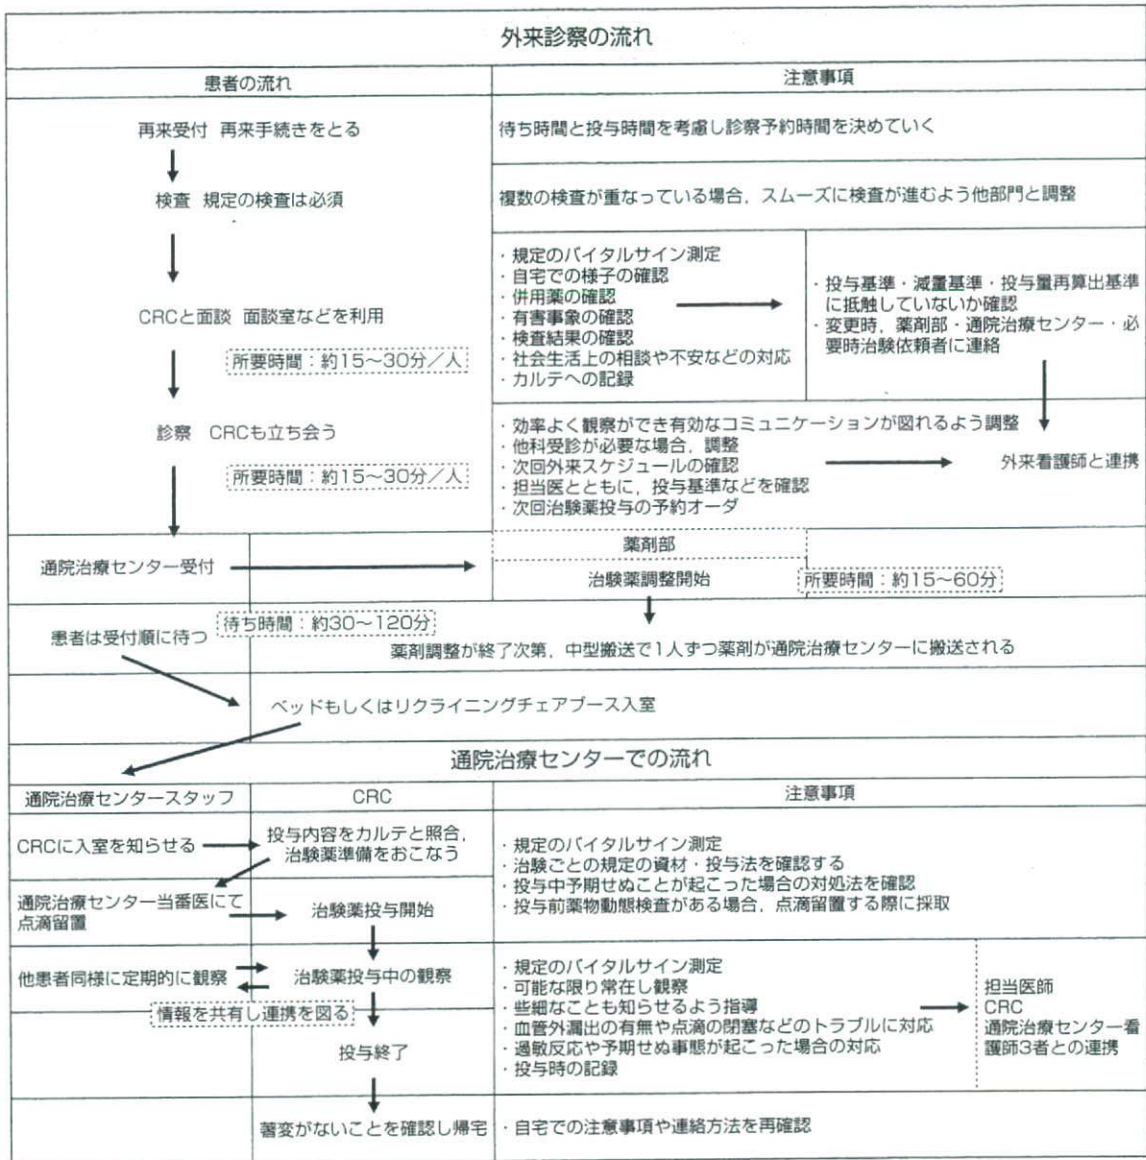 外来診察の流れ
患者の流れ
注意事項
再来受付 再来手続きをとる
待ち時間と投与時間を考慮し診察予約時間を決めていく
検査 規定の検査は必須
複数の検査が重なっている場合，スムーズに検査が進むよう他部門と調整
CRCと面談 面談室などを利用
所要時間：約15～30分／人
・規定のバイタルサイン測定
・自宅での様子の確認
・併用薬の確認
・有害事象の確認
・検査結果の確認
・社会生活上の相談や不安などの対応
・カルテへの記録
・投与基準・減量基準・投与量再算出基準
に抵触していないか確認
・変更時，薬剤部・通院治療センター・必
要時治験依頼者に連絡
診察 CRCも立ち会う
所要時間：約15～30分／人
・効率よく観察ができ有効なコミュニケーションが図れるよう調整
・他科受診が必要な場合，調整
・次回外来スケジュールの確認
・担当医とともに，投与基準などを確認
・次回治験薬投与の予約オーダ
外来看護師と連携
通院治療センター受付
薬剤部
治験薬調整開始
所要時間：約15～60分
患者は受付順に待つ
待ち時間：約30～120分
薬剤調整が終了次第，中型搬送で1人ずつ薬剤が通院治療センターに搬送される
ベッドもしくはリクライニングチェアブース入室
通院治療センターでの流れ
通院治療センタースタッフ
CRC
注意事項
CRCに入室を知らせる
投与内容をカルテと照合，
治験薬準備をおこなう
・規定のバイタルサイン測定
・治験ごとの規定の資材・投与法を確認する
・投与中予期せぬことが起こった場合の対処法を確認
・投与前薬物動態検査がある場合，点滴留置する際に採取
通院治療センター当番医にて
点滴留置
治験薬投与開始
他患者同様に定期的に観察
治験薬投与中の観察
情報を共有し連携を図る
投与終了
・規定のバイタルサイン測定
・可能な限り常在し観察
・些細なことも知らせるよう指導
・血管外漏出の有無や点滴の閉塞などのトラブルに対応
・過敏反応や予期せぬ事態が起こった場合の対応
・投与時の記録
担当医師
CRC
通院治療センター看
護師3者との連携
著変がないことを確認し帰宅
・自宅での注意事項や連絡方法を再確認